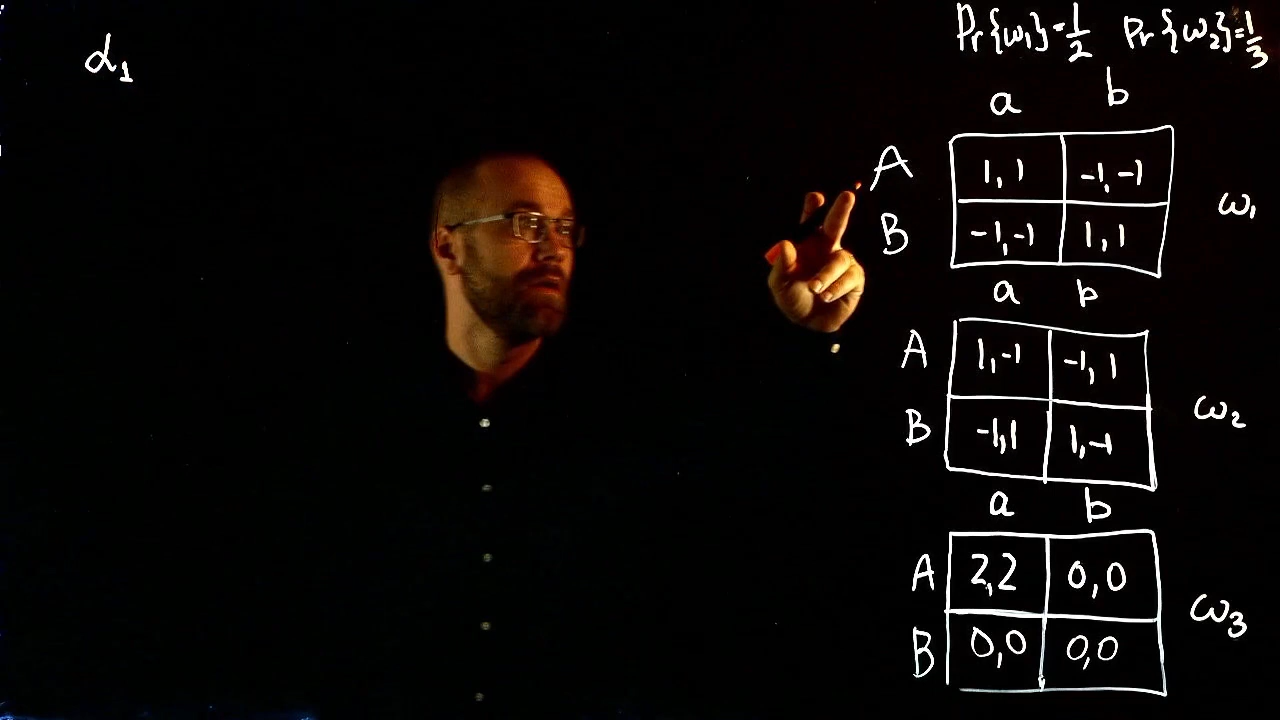 Pr{ω₁}=1/2 Pr{ω₂}=1/3
α₁
a b
A 1,1 -1,-1
B -1,-1 1,1
ω₁
a b
A 1,-1 -1,1
B -1,1 1,-1
ω₂
a b
A 2,2 0,0
B 0,0 0,0
ω₃